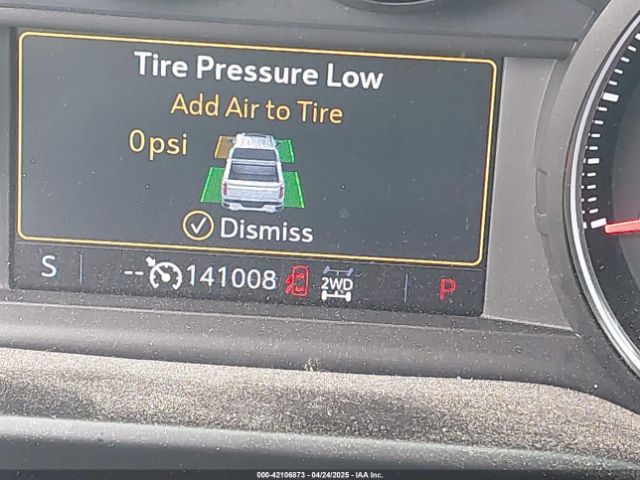 Tire Pressure Low
Add Air to Tire
0psi
Dismiss
S -- 141008 2WD P
000-42106873 - 04/24/2025 - IAA Inc.